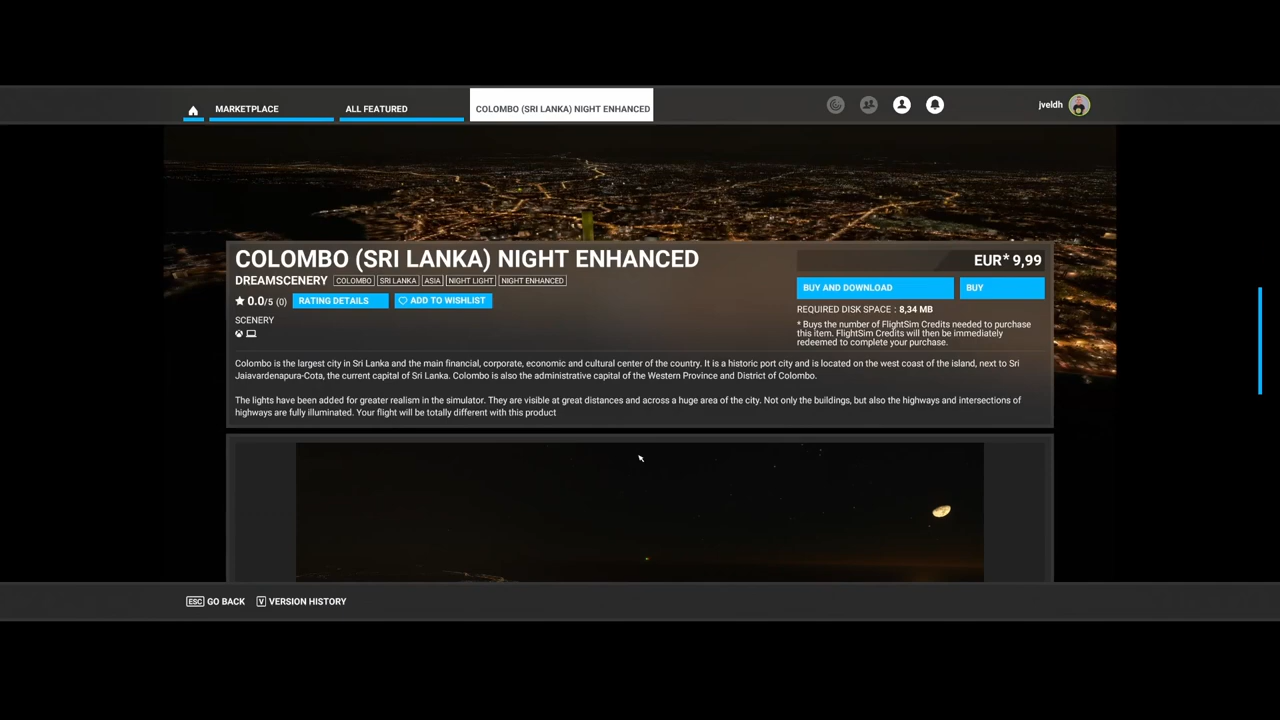 MARKETPLACE
ALL FEATURED
COLOMBO (SRI LANKA) NIGHT ENHANCED
jveldh
COLOMBO (SRI LANKA) NIGHT ENHANCED
EUR* 9,99
DREAMSCENERY COLOMBO SRI LANKA ASIA NIGHT LIGHT NIGHT ENHANCED
BUY AND DOWNLOAD
BUY
0.0/5 (0) RATING DETAILS ADD TO WISHLIST
REQUIRED DISK SPACE : 8,34 MB
SCENERY
* Buys the number of FlightSim Credits needed to purchase
this item. FlightSim Credits will then be immediately
redeemed to complete your purchase.
Colombo is the largest city in Sri Lanka and the main financial, corporate, economic and cultural center of the country. It is a historic port city and is located on the west coast of the island, next to Sri
Jaiavardenapura-Cota, the current capital of Sri Lanka. Colombo is also the administrative capital of the Western Province and District of Colombo.
The lights have been added for greater realism in the simulator. They are visible at great distances and across a huge area of the city. Not only the buildings, but also the highways and intersections of
highways are fully illuminated. Your flight will be totally different with this product
ESC GO BACK V VERSION HISTORY